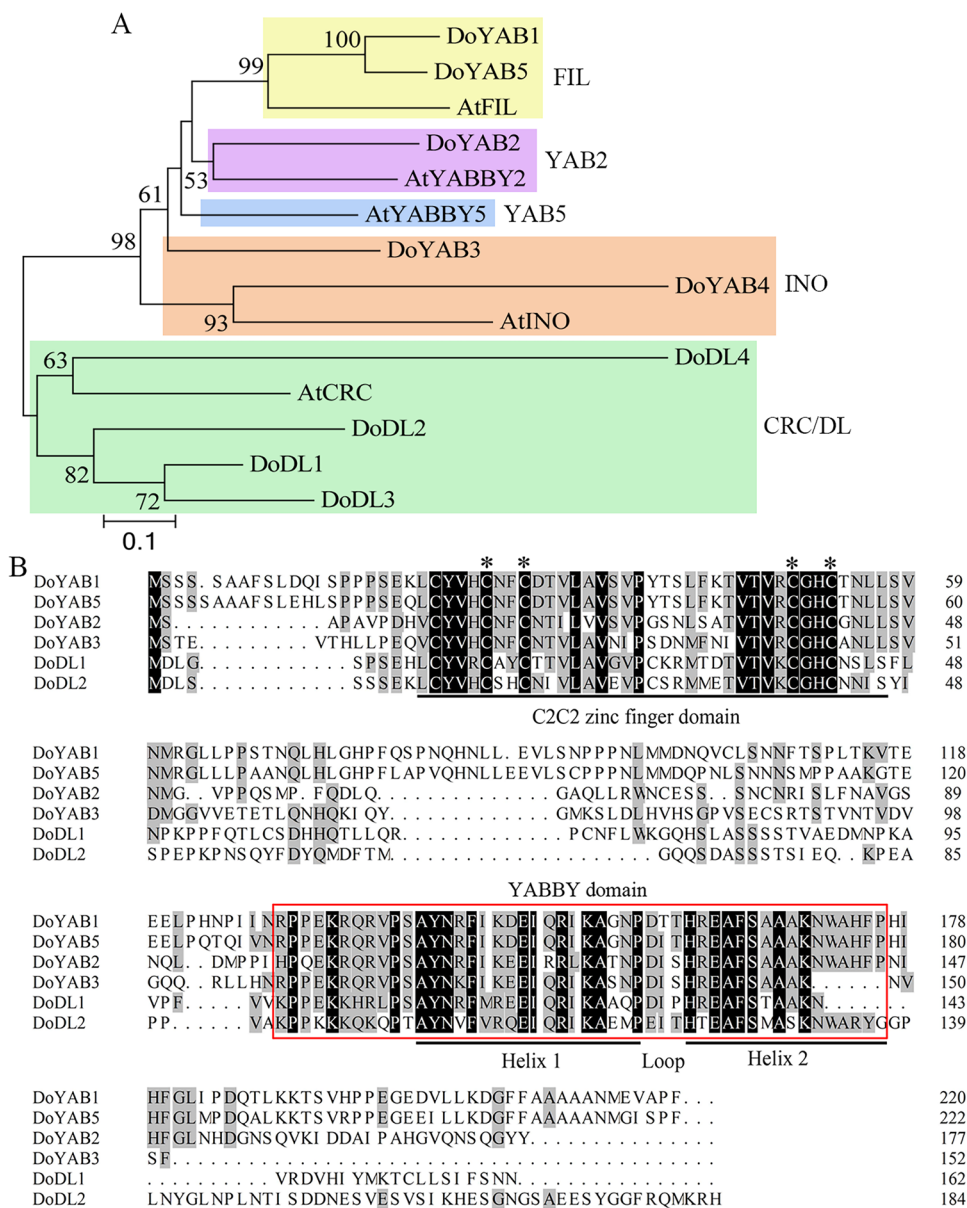 A
DoYAB1
100
DoYAB5
99
FIL
AtFIL
DoYAB2
YAB2
53
AtYABBY2
AtYABBY5 YAB5
61
98
DoYAB3
DoYAB4
INO
93
AtINO
63
DoDL4
AtCRC
CRC/DL
DoDL2
82
DoDL1
72
DoDL3
0.1
B
* * * *
DoYAB1 MSSS.SAAFSLDQISPPPSEKLCYVHCNFCDTVLAVSVPYTSLFKTVTVRCGHCTNLLSV 59
DoYAB5 MSSSSSAAFSLEHLSPPPSEQLCYVHCNFCDTVLAVSVPYTSLFKTVTVRCGHCTNLLSV 60
DoYAB2 MS............APAVPDHVCYVHCNFCNTILVVSVPGSNLSATVTVRCGHCGNLLSV 48
DoYAB3 MSTE.........VTHLLPEQVCYVHCNFCNTVLAVNIPSDNMFNIVTVRCGHCANLLSV 51
DoDL1 MDLG............SPSEHLCYVRCAYCTTVLAVGVPCKRMTDTVTVKCGHCNSLSFL 48
DoDL2 MDLS............SSSEKLCYVHCSHCNIVLAVEVPCSRMMETVTVKCGHCNNISYI 48
C2C2 zinc finger domain
DoYAB1 NMRGLLPPSTNQLHLGHPFQSPNQHNLL.EVLSNPPPNLMMDNQVCLSNNFTSPLTKVTE 118
DoYAB5 NMRGLLLPAANQLHLGHPFLAPVQHNLLEEVLSCPPPNLMMDQPNLSNNNSMPPAAKGTE 120
DoYAB2 NMG..VPPQSMP.FQDLQ.............GAQLLRWNCESS..SNCNRISLFNAVGS 89
DoYAB3 DMGGVVETETLQNHQKIQY............GMKSLDLHVHSGPVSECSRTSTVNTVDV 98
DoDL1 NPKPPFQTLCSDHHQTLLQR............PCNFLWKGQHSLASSSSTVAEDMNPKA 95
DoDL2 SPEPKPNSQYFDYQMDFTM...................GQQSDASSSTSIEQ..KPEA 85
YABBY domain
DoYAB1 EELPHNPIINRPPEKRQRVPSAYNRFIKDEIQRIKAGNPDTTHREAFSAAAKNWAHFPHI 178
DoYAB5 EELPQTQIVNRPPEKRQRVPSAYNRFIKDEIQRIKAGNPDITHREAFSAAAKNWAHFPHI 180
DoYAB2 NQL..DMPPIHPQEKRQRVPSAYNRFIKEEIRRLKATNPDISHREAFSAAAKNWAHFPNI 147
DoYAB3 GQQ..RLLHNRPPEKRQRVPSAYNKFIKEEIQRIKASNPDISHREAFSAAAK......NV 150
DoDL1 VPF.....VVKPPEKKHRLPSAYNRFMREEIQRIKAAQPDIPHREAFSTAAKN....... 143
DoDL2 PP......VAKPPKKKQKQPTAYNVFVRQEIQRIKAEMPEITHTEAFSMASKNWARYGGP 139
Helix 1 Loop Helix 2
DoYAB1 HFGLIPDQTLKKTSVHPPEGEDVLLKDGFFAAAAANMEVAPF... 220
DoYAB5 HFGLMPDQALKKTSVRPPEGEEILLKDGFFAAAAANMGISPF... 222
DoYAB2 HFGLNHDGNSQVKIDDAIPAHGVQNSQGYY............... 177
DoYAB3 SF........................................... 152
DoDL1 ............VRDVHIYMKTCLLSIFSNN.............. 162
DoDL2 LNYGLNPLNTISDDNESVESVSIKHESGNGSAEESYGGFRQMKRH 184